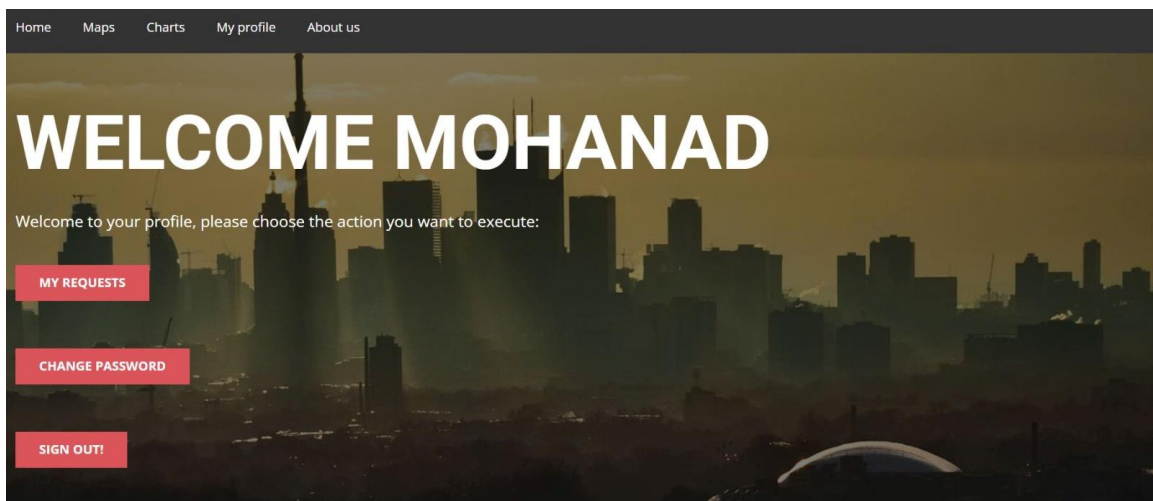 Home Maps Charts My profile About us
WELCOME MOHANAD
Welcome to your profile, please choose the action you want to execute:
MY REQUESTS
CHANGE PASSWORD
SIGN OUT!